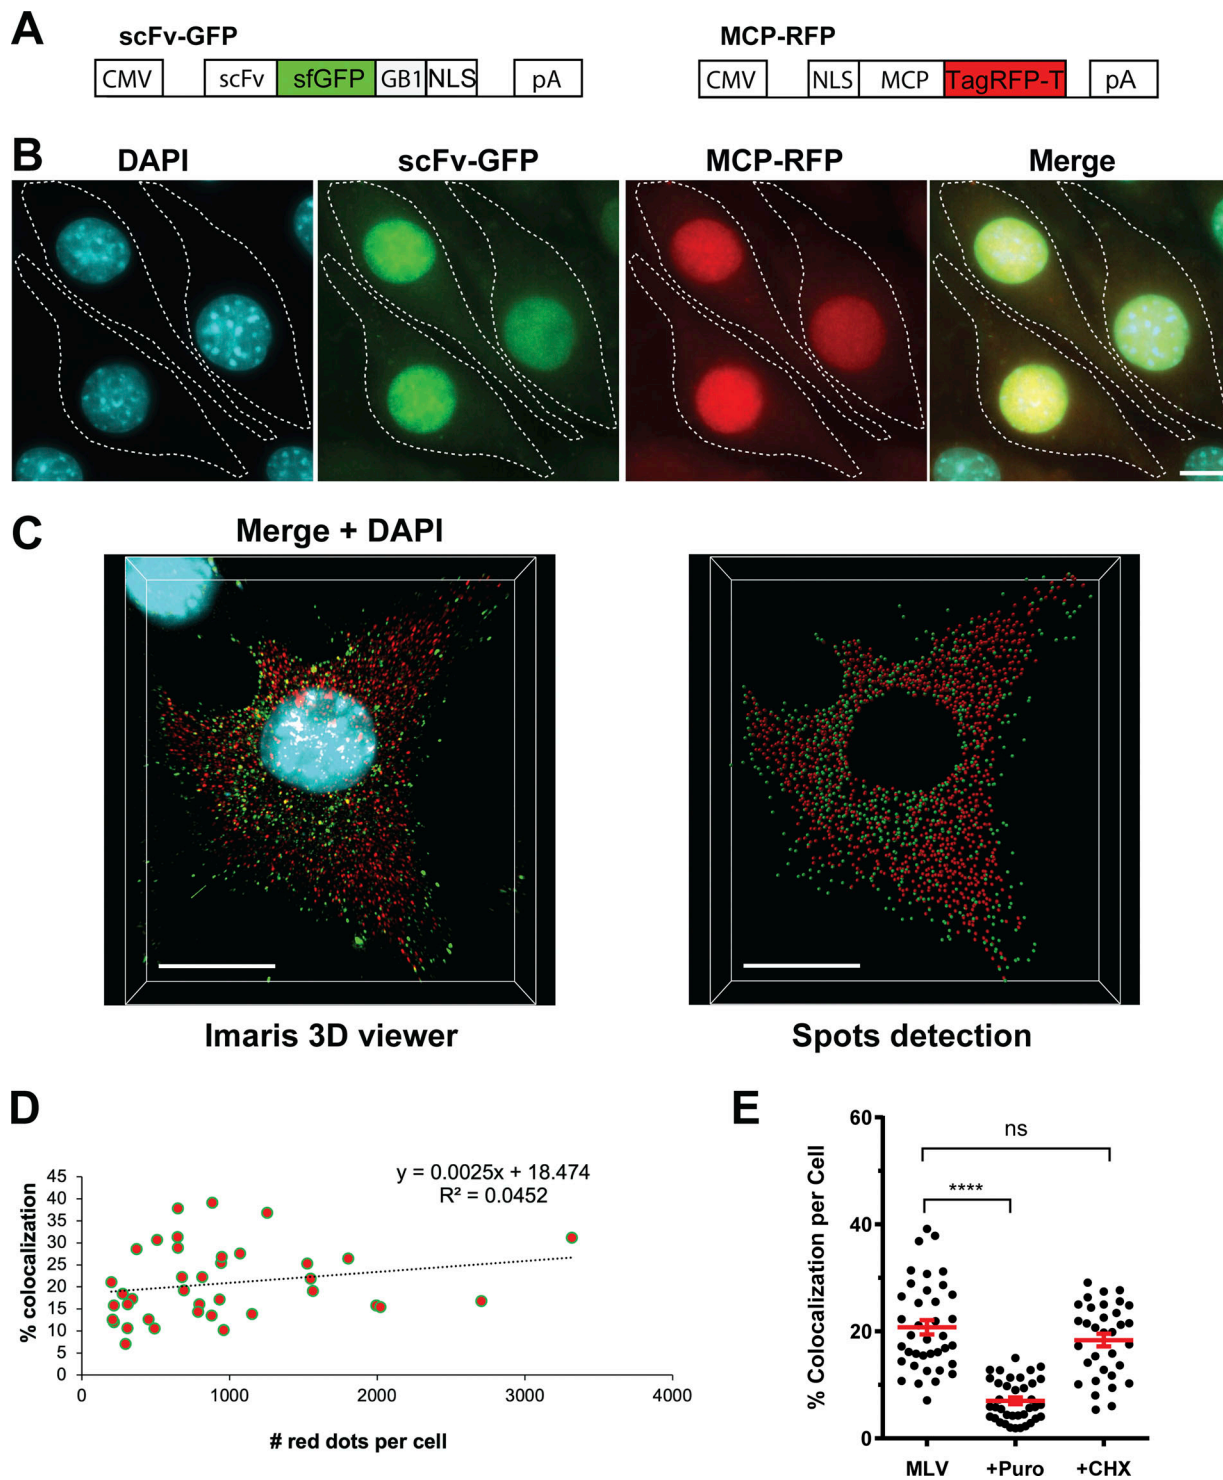 A
scFv-GFP
MCP-RFP
CMV scFv sfGFP GB1 NLS pA
CMV NLS MCP TagRFP-T pA
B
DAPI scFv-GFP MCP-RFP Merge
C
Merge + DAPI
Imaris 3D viewer
Spots detection
D
% colocalization
45
40
35
30
25
20
15
10
5
0
y = 0.0025x + 18.474
R² = 0.0452
0 1000 2000 3000 4000
# red dots per cell
E
% Colocalization per Cell
60
40
20
0
ns
****
MLV +Puro +CHX